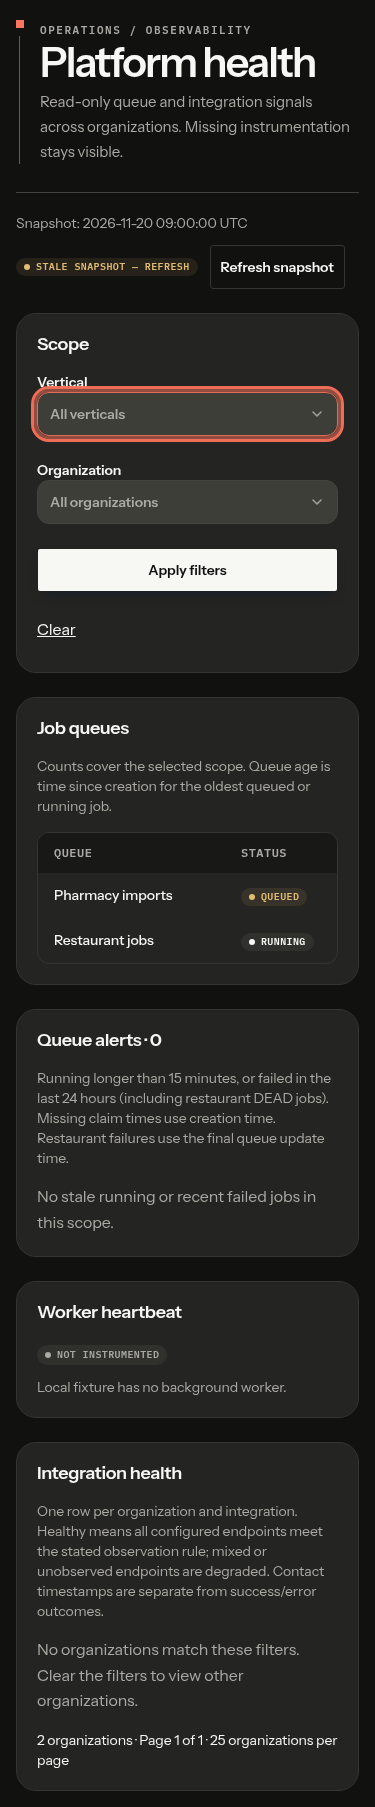 OPERATIONS / OBSERVABILITY
Platform health
Read-only queue and integration signals
across organizations. Missing instrumentation
stays visible.
Snapshot: 2026-11-20 09:00:00 UTC
STALE SNAPSHOT — REFRESH
Refresh snapshot
Scope
Vertical
All verticals
Organization
All organizations
Apply filters
Clear
Job queues
Counts cover the selected scope. Queue age is
time since creation for the oldest queued or
running job.
QUEUE STATUS
Pharmacy imports QUEUED
Restaurant jobs RUNNING
Queue alerts · 0
Running longer than 15 minutes, or failed in the
last 24 hours (including restaurant DEAD jobs).
Missing claim times use creation time.
Restaurant failures use the final queue update
time.
No stale running or recent failed jobs in
this scope.
Worker heartbeat
NOT INSTRUMENTED
Local fixture has no background worker.
Integration health
One row per organization and integration.
Healthy means all configured endpoints meet
the stated observation rule; mixed or
unobserved endpoints are degraded. Contact
timestamps are separate from success/error
outcomes.
No organizations match these filters.
Clear the filters to view other
organizations.
2 organizations · Page 1 of 1 · 25 organizations per
page